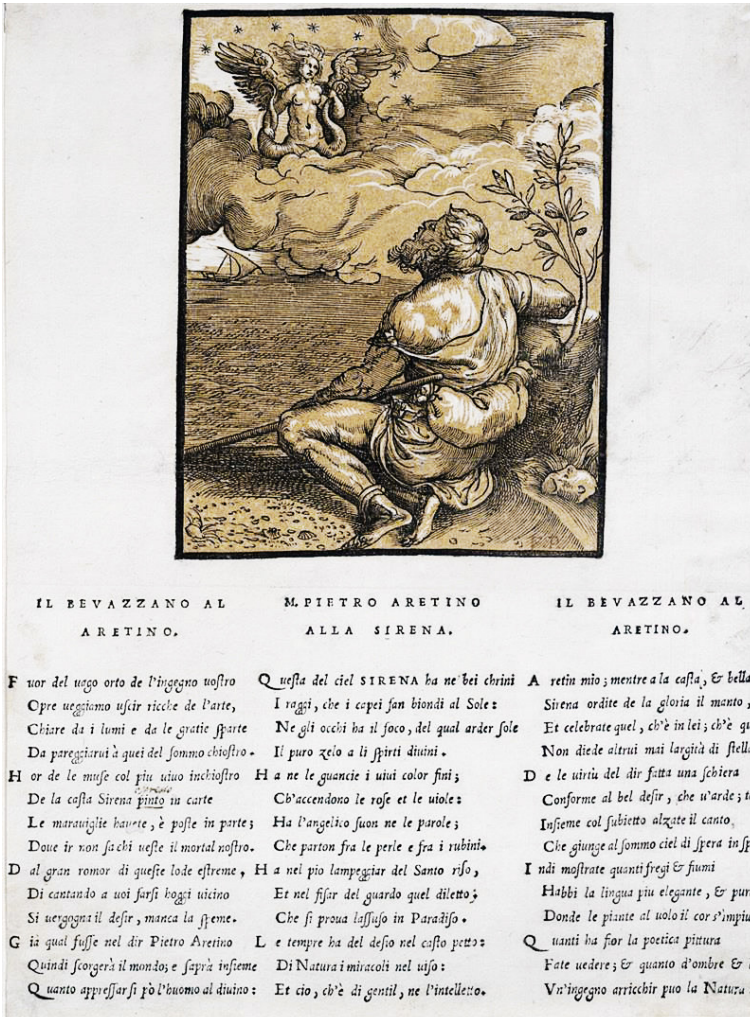 IL BEVAZZANO AL
ARETINO.
Fuor del uago orto de l'ingegno uoſtro
Opre ueggiamo uſcir ricche de l'arte,
Chiare da i lumi e da le gratie ſparte
Da pareggiarui à quei del ſommo chioſtro.
Hor de le muſe col piu uiuo inchioſtro
De la caſta Sirena pinto in carte
Le marauiglie hauete, è poſte in parte;
Doue ir non ſa chi ueſte il mortal noſtro.
Dal gran romor di queſte lode eſtreme,
Di cantando a uoi farſi hoggi uicino
Si uergogna il deſir, manca la ſpeme.
Gia qual fuſſe nel dir Pietro Aretino
Quindi ſcorgerà il mondo; e ſaprà inſieme
Quanto appreſſarſi pò l'huomo al diuino:
M. PIETRO ARETINO
ALLA SIRENA.
Queſta del ciel SIRENA ha ne bei chrini
I raggi, che i capei fan biondi al Sole:
Ne gli occhi ha il foco, del qual arder ſole
Il puro zelo a li ſpirti diuini.
Ha ne le guancie i uiui color fini;
Ch'accendono le roſe et le uiole:
Ha l'angelico ſuon ne le parole;
Che parton fra le perle e fra i rubini.
Ha nel pio lampeggiar del Santo riſo,
Et nel fiſar del guardo quel diletto;
Che ſi proua laſſuſo in Paradiſo.
Le tempre ha del deſio nel caſto petto:
Di Natura i miracoli nel uiſo:
Et cio, ch'è di gentil, ne l'intelletto.
IL BEVAZZANO AL
ARETINO.
Aretin mio; mentre a la caſta, & bella
Sirena ordite de la gloria il manto,
Et celebrate quel, ch'è in lei; ch'è
Non diede altrui mai largità di ſtella
De le virtù del dir fatta una ſchiera
Conforme al bel deſir, che u'arde;
Inſieme col ſubietto alzate il canto,
Che giunge al ſommo ciel di ſpera in
Indi moſtrate quanti fregi & fiumi
Habbi la lingua piu elegante, &
Donde le piante al uolo il cor
Quanti ha fior la poetica pittura
Fate uedere; & quanto d'ombre &
Vn'ingegno arricchir puo la Natura